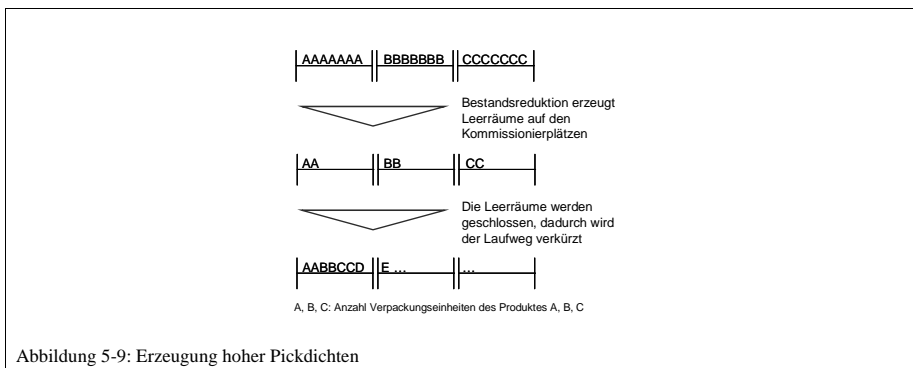 AAAAAAA BBBBBBB CCCCCCC
Bestandsreduktion erzeugt
Leerräume auf den
Kommissionierplätzen
AA BB CC
Die Leerräume werden
geschlossen, dadurch wird
der Laufweg verkürzt
AABBCCD E ... ...
A, B, C: Anzahl Verpackungseinheiten des Produktes A, B, C
Abbildung 5-9: Erzeugung hoher Pickdichten